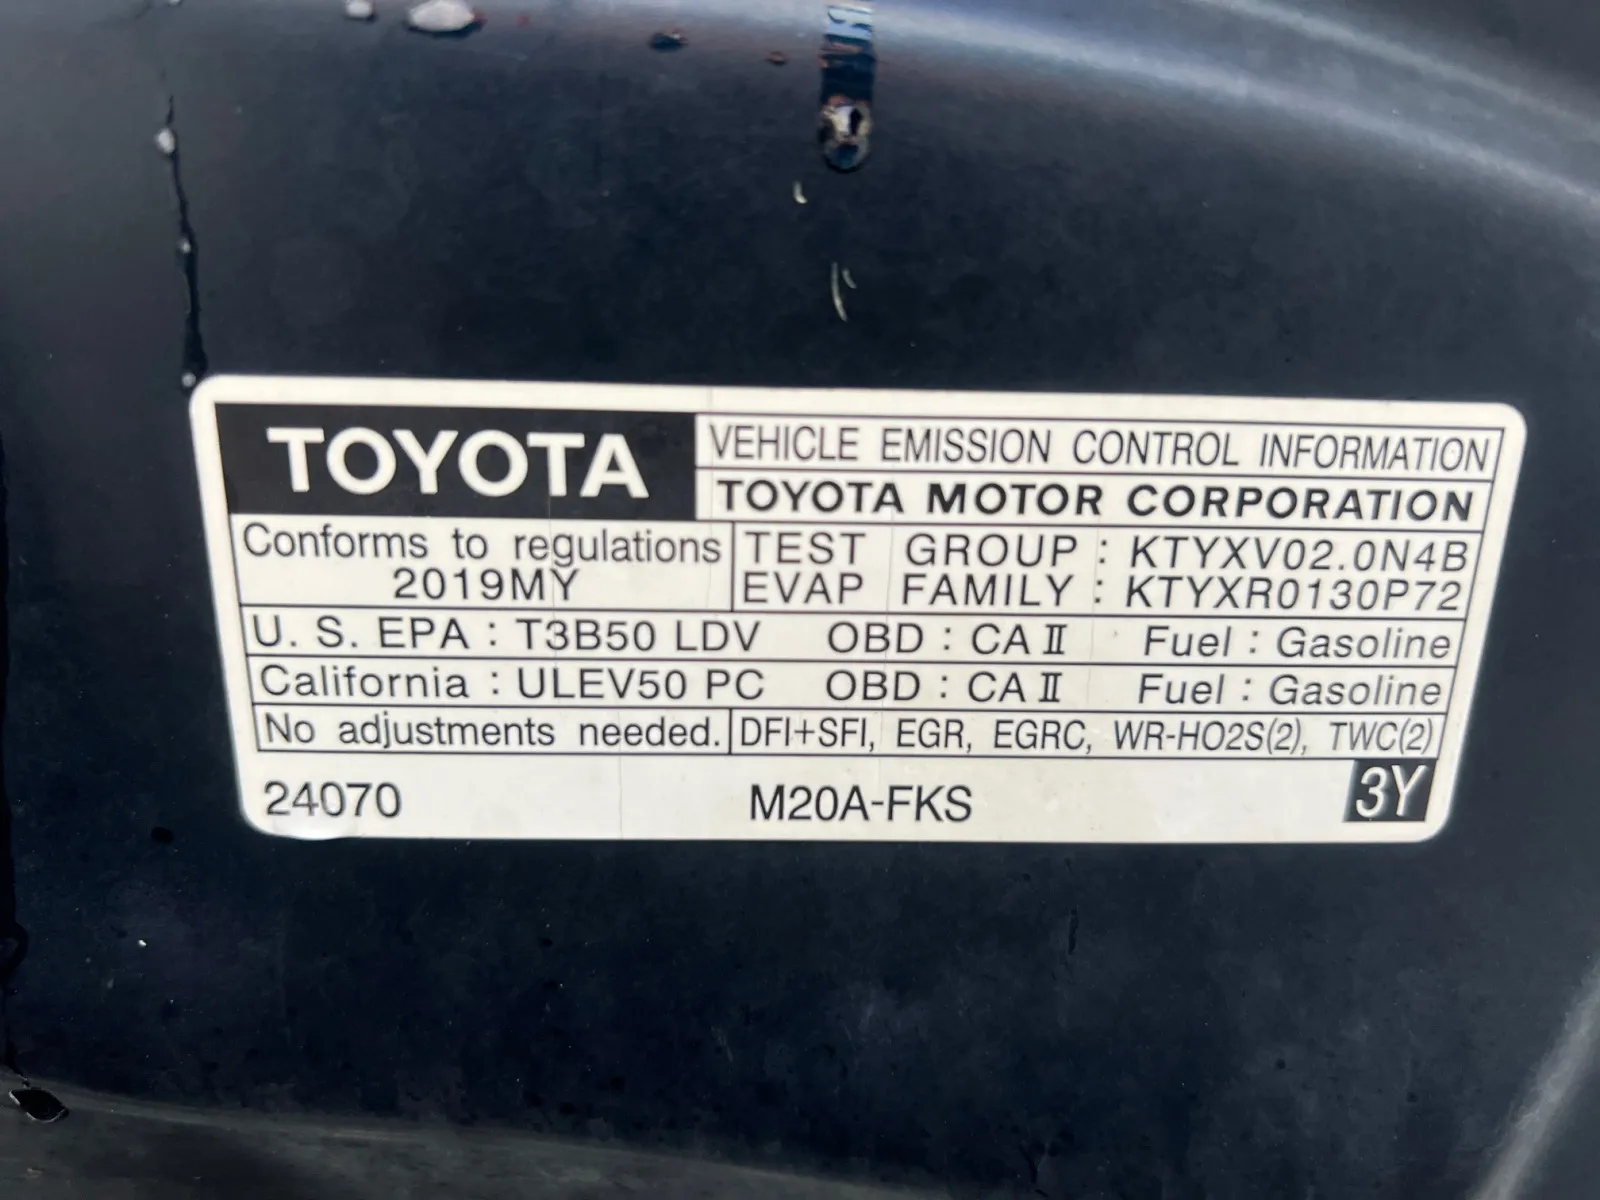 TOYOTA
VEHICLE EMISSION CONTROL INFORMATION
TOYOTA MOTOR CORPORATION
Conforms to regulations
2019MY
TEST GROUP : KTYXV02.0N4B
EVAP FAMILY : KTYXR0130P72
U. S. EPA : T3B50 LDV OBD : CA II Fuel : Gasoline
California : ULEV50 PC OBD : CA II Fuel : Gasoline
No adjustments needed.
DFI+SFI, EGR, EGRC, WR-HO2S(2), TWC(2)
24070 M20A-FKS 3Y